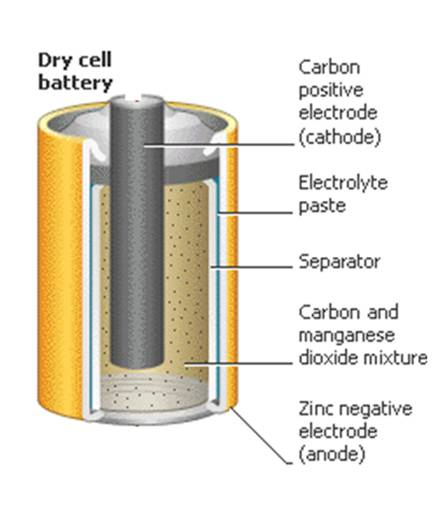 Dry cell
battery
Carbon
positive
electrode
(cathode)
Electrolyte
paste
Separator
Carbon and
manganese
dioxide mixture
Zinc negative
electrode
(anode)